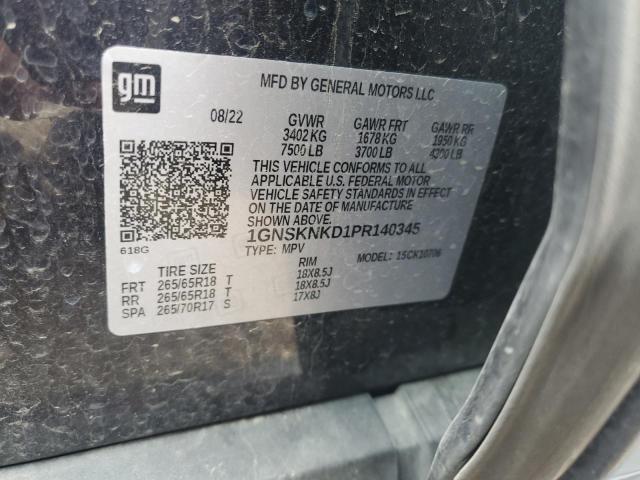 gm
MFD BY GENERAL MOTORS LLC
08/22 GVWR GAWR FRT GAWR RR
3402 KG 1678 KG 1950 KG
7500 LB 3700 LB 4300 LB
THIS VEHICLE CONFORMS TO ALL
APPLICABLE U.S. FEDERAL MOTOR
VEHICLE SAFETY STANDARDS IN EFFECT
ON THE DATE OF MANUFACTURE
SHOWN ABOVE.
1GNSKNKD1PR140345
618G TYPE: MPV MODEL: 15CK10706
TIRE SIZE RIM
FRT 265/65R18 T 18X8.5J
RR 265/65R18 T 18X8.5J
SPA 265/70R17 S 17X8J